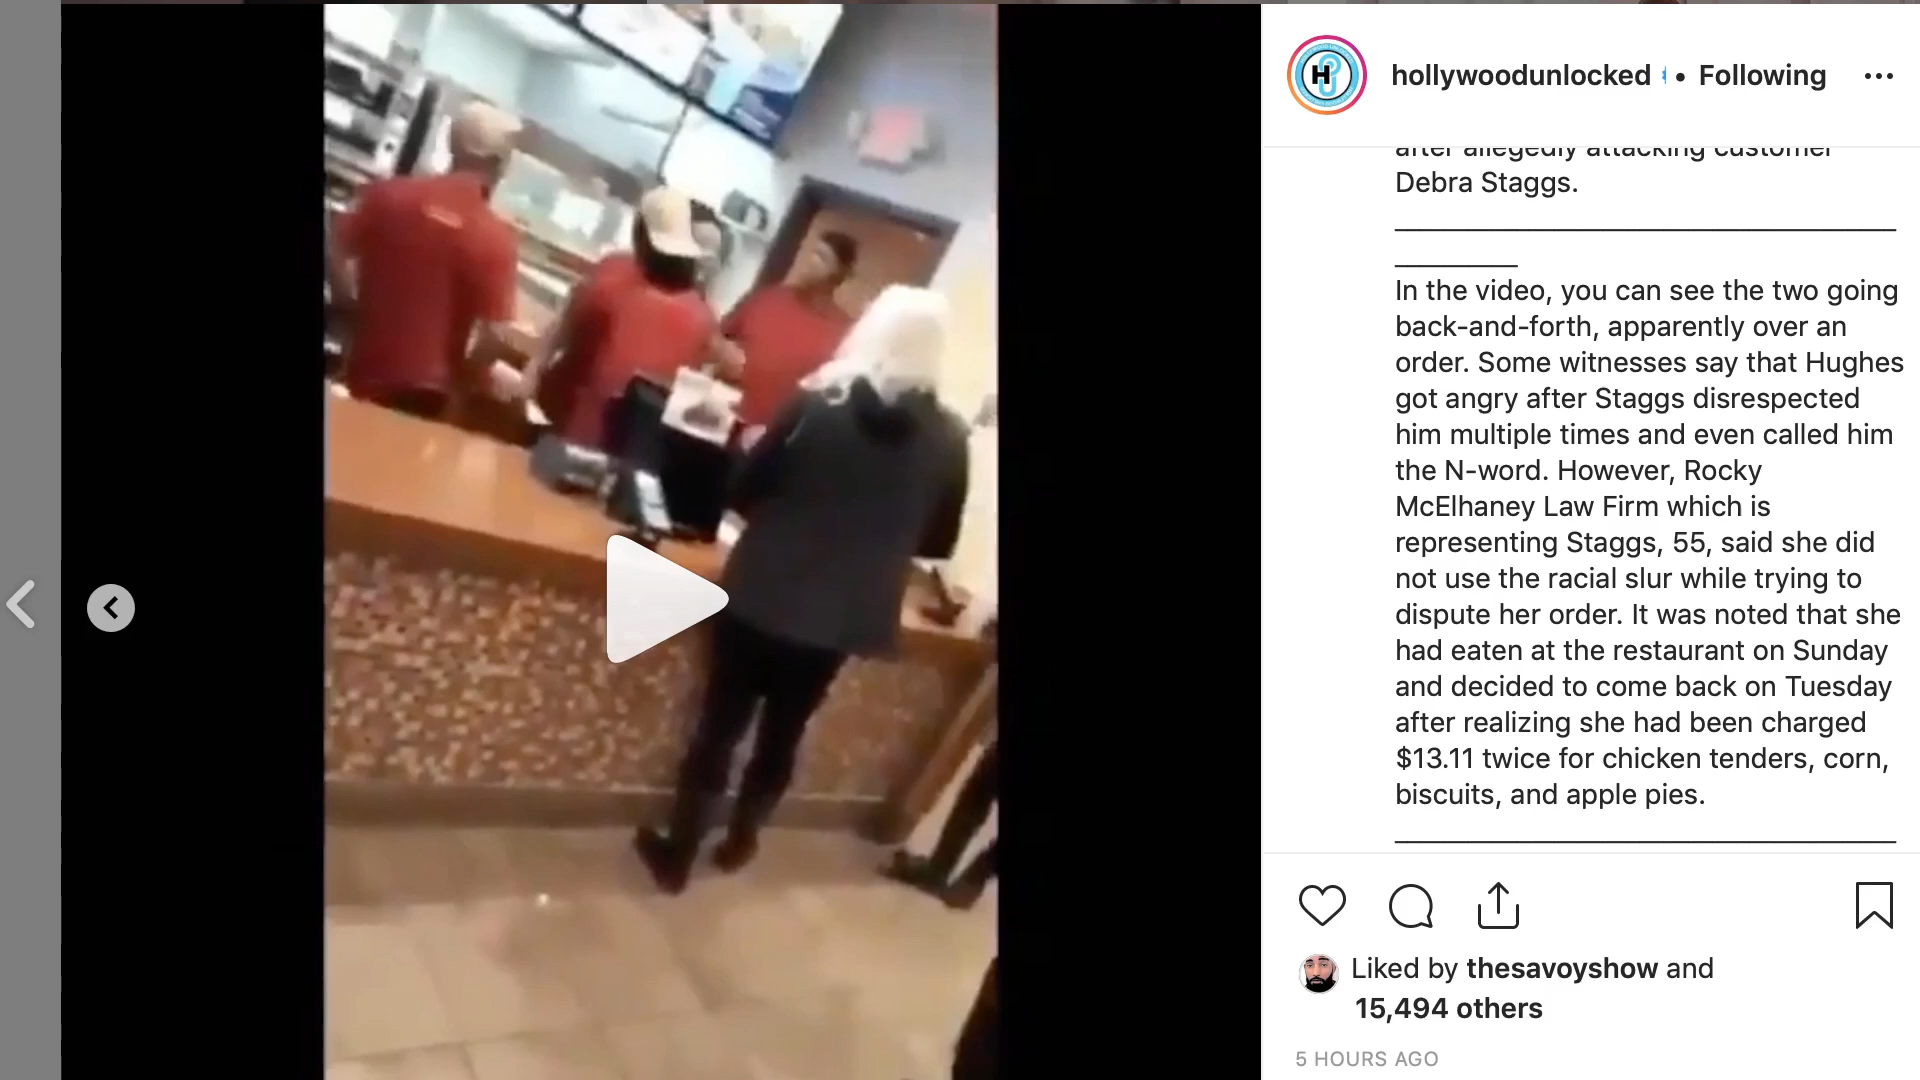 hollywoodunlocked • Following
after allegedly attacking customer
Debra Staggs.
In the video, you can see the two going
back-and-forth, apparently over an
order. Some witnesses say that Hughes
got angry after Staggs disrespected
him multiple times and even called him
the N-word. However, Rocky
McElhaney Law Firm which is
representing Staggs, 55, said she did
not use the racial slur while trying to
dispute her order. It was noted that she
had eaten at the restaurant on Sunday
and decided to come back on Tuesday
after realizing she had been charged
$13.11 twice for chicken tenders, corn,
biscuits, and apple pies.
Liked by thesavoyshow and
15,494 others
5 HOURS AGO